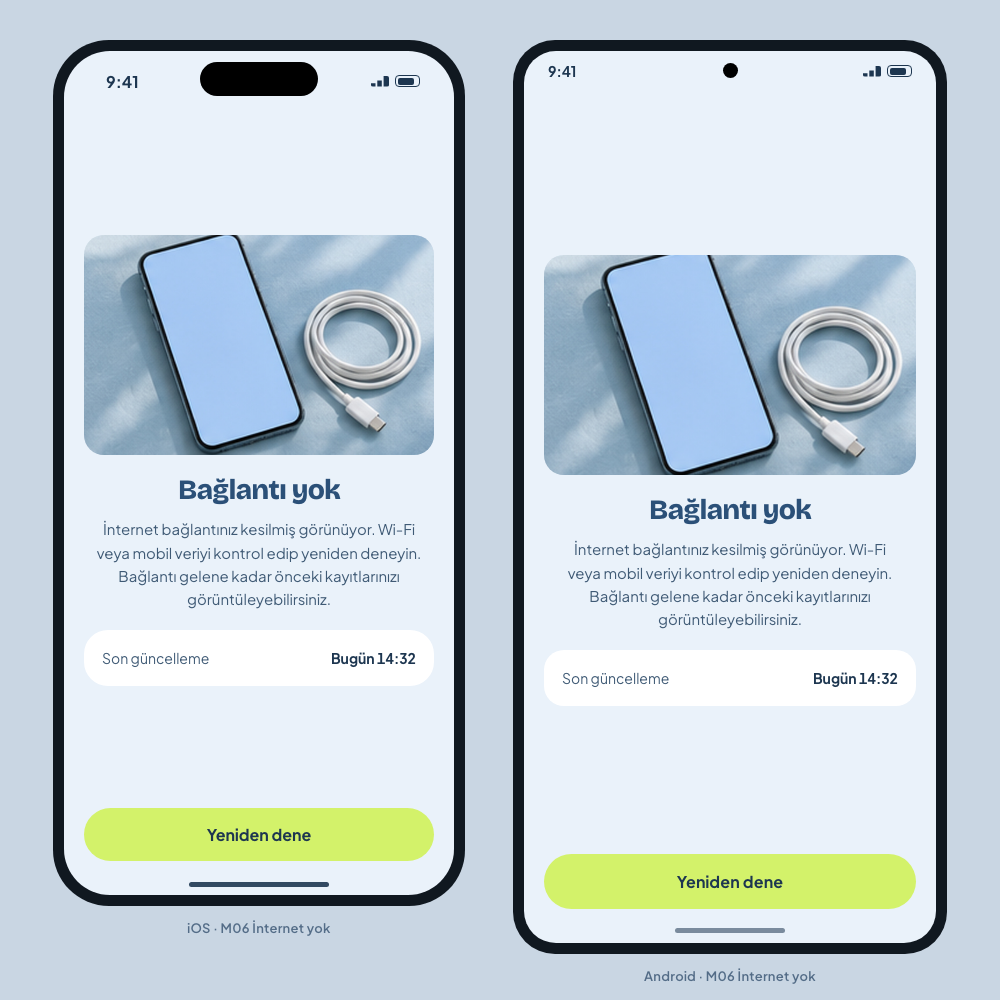 9:41
Bağlantı yok
İnternet bağlantınız kesilmiş görünüyor. Wi-Fi
veya mobil veriyi kontrol edip yeniden deneyin.
Bağlantı gelene kadar önceki kayıtlarınızı
görüntüleyebilirsiniz.
Son güncelleme Bugün 14:32
Yeniden dene
iOS · M06 İnternet yok
9:41
Bağlantı yok
İnternet bağlantınız kesilmiş görünüyor. Wi-Fi
veya mobil veriyi kontrol edip yeniden deneyin.
Bağlantı gelene kadar önceki kayıtlarınızı
görüntüleyebilirsiniz.
Son güncelleme Bugün 14:32
Yeniden dene
Android · M06 İnternet yok